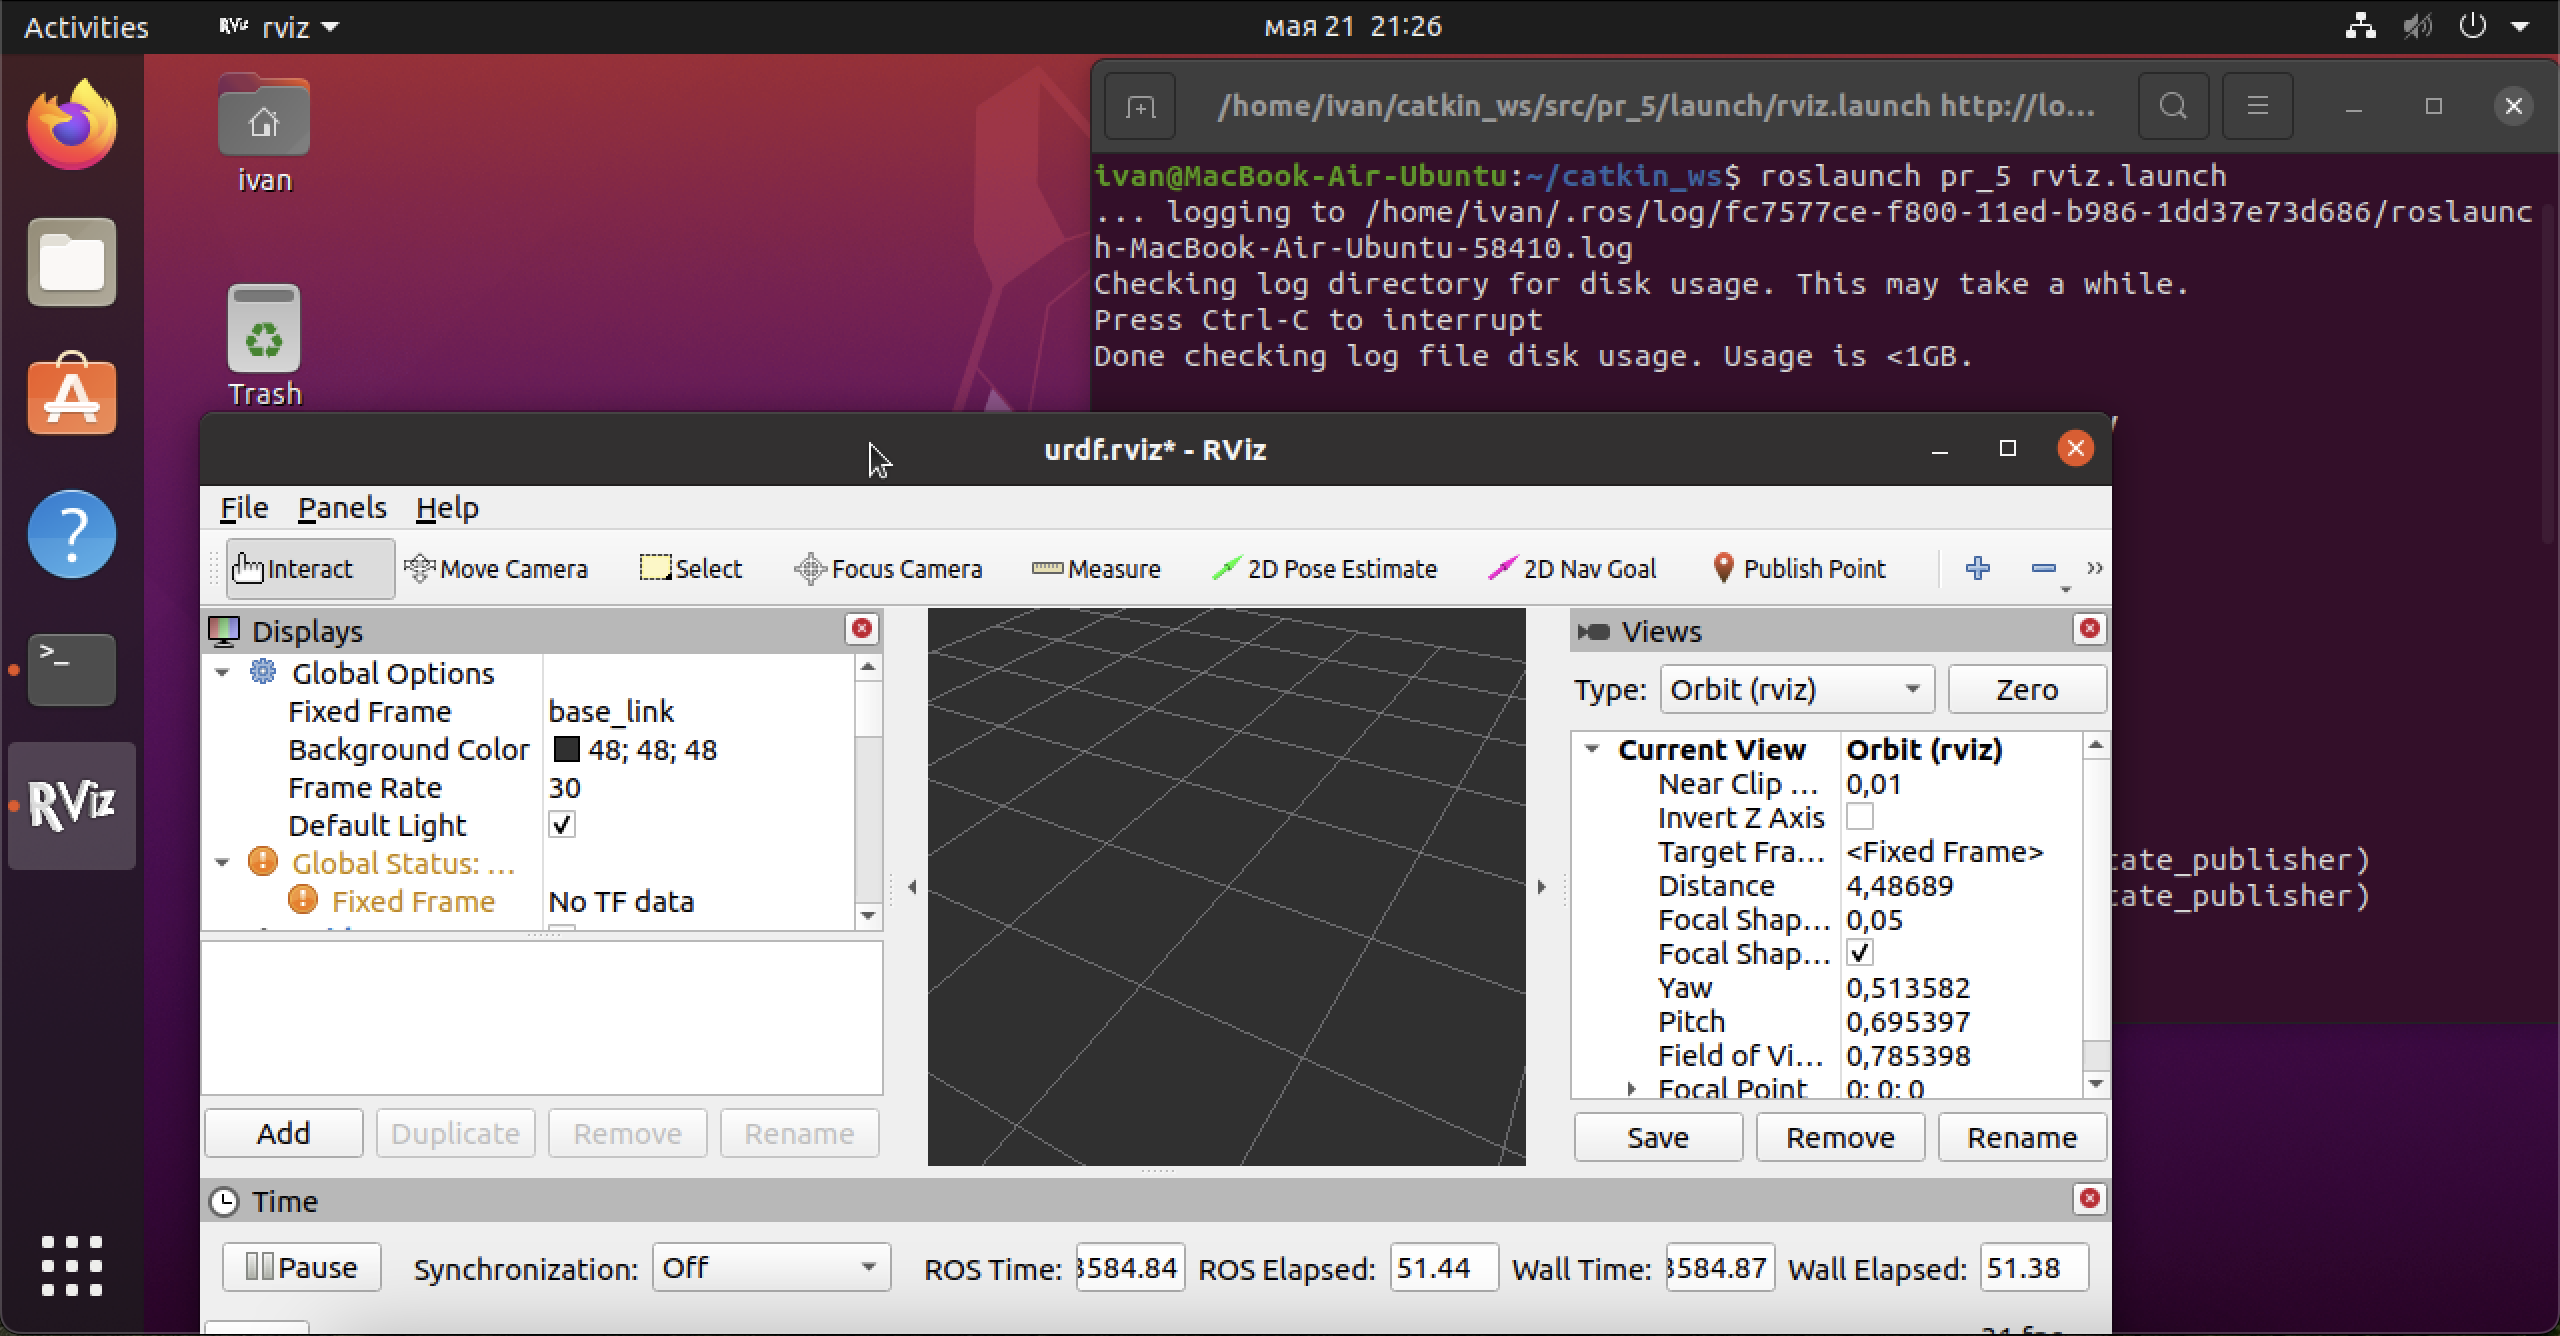 Activities
RViz rviz
мая 21 21:26
ivan
Trash
/home/ivan/catkin_ws/src/pr_5/launch/rviz.launch http://lo...
ivan@MacBook-Air-Ubuntu:~/catkin_ws$ roslaunch pr_5 rviz.launch
... logging to /home/ivan/.ros/log/fc7577ce-f800-11ed-b986-1dd37e73d686/roslaunc
h-MacBook-Air-Ubuntu-58410.log
Checking log directory for disk usage. This may take a while.
Press Ctrl-C to interrupt
Done checking log file disk usage. Usage is <1GB.
tate_publisher)
tate_publisher)
RViz
urdf.rviz* - RViz
File Panels Help
Interact Move Camera Select Focus Camera Measure 2D Pose Estimate 2D Nav Goal Publish Point
Displays
Global Options
Fixed Frame base_link
Background Color 48; 48; 48
Frame Rate 30
Default Light
Global Status: ...
Fixed Frame No TF data
Add Duplicate Remove Rename
Views
Type: Orbit (rviz) Zero
Current View Orbit (rviz)
Near Clip ... 0,01
Invert Z Axis
Target Fra... <Fixed Frame>
Distance 4,48689
Focal Shap... 0,05
Focal Shap...
Yaw 0,513582
Pitch 0,695397
Field of Vi... 0,785398
Focal Point 0; 0; 0
Save Remove Rename
Time
Pause Synchronization: Off ROS Time: 3584.84 ROS Elapsed: 51.44 Wall Time: 3584.87 Wall Elapsed: 51.38